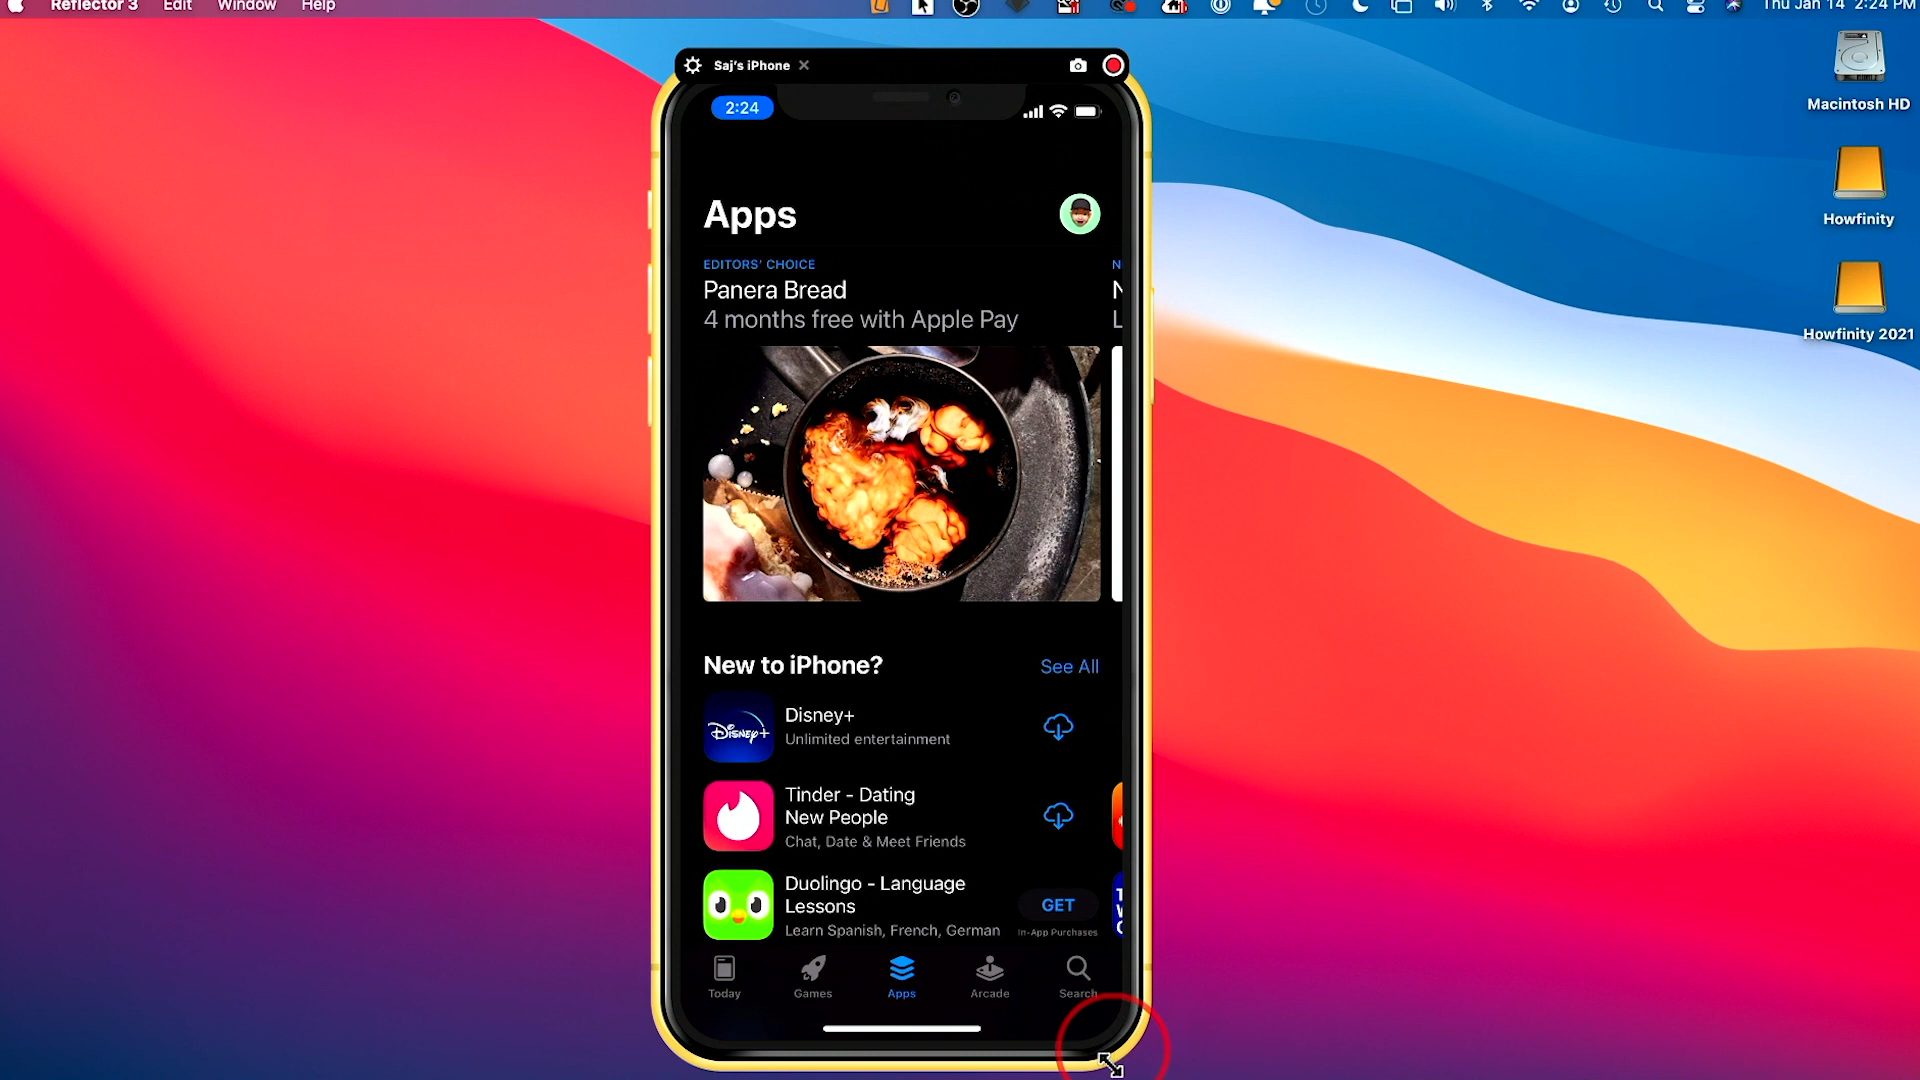 Reflector 3 Edit Window Help Thu Jan 14 2:24 PM
Saj's iPhone
2:24
Apps
EDITORS' CHOICE
Panera Bread
4 months free with Apple Pay
New to iPhone? See All
Disney+
Disney+
Unlimited entertainment
Tinder - Dating
New People
Chat, Date & Meet Friends
Duolingo - Language
Lessons
Learn Spanish, French, German
GET
In-App Purchases
Today Games Apps Arcade Search
Macintosh HD
Howfinity
Howfinity 2021